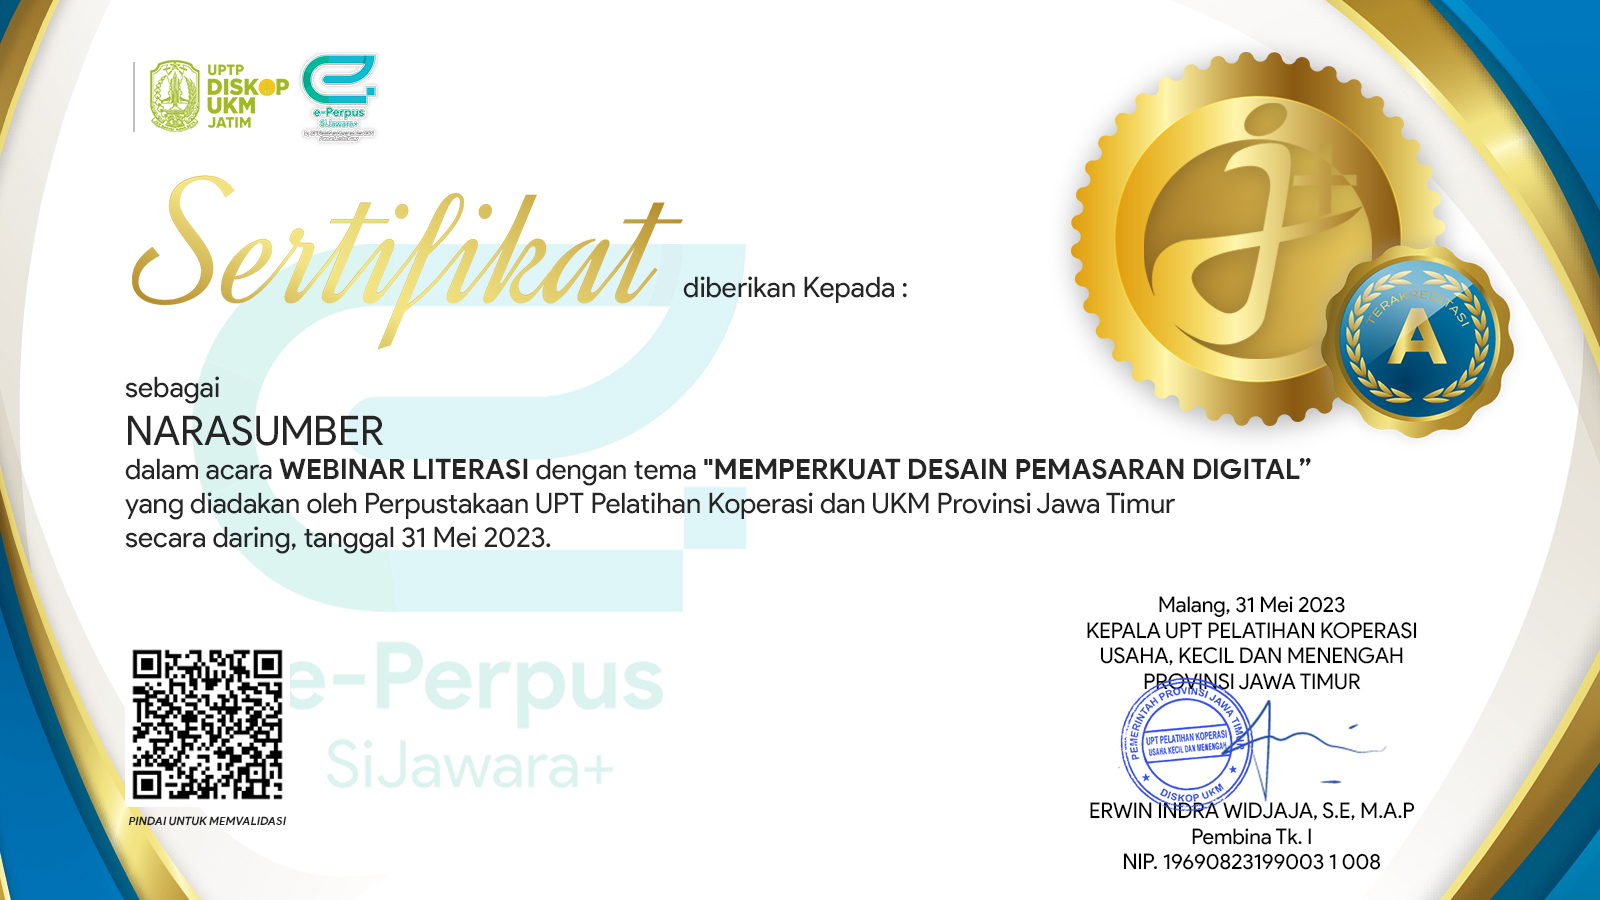 UPTP
DISKOP
UKM
JATIM
e-Perpus
SiJawara+
Sertifikat
diberikan Kepada :
TERAKREDITASI
A
sebagai
NARASUMBER
dalam acara WEBINAR LITERASI dengan tema "MEMPERKUAT DESAIN PEMASARAN DIGITAL”
yang diadakan oleh Perpustakaan UPT Pelatihan Koperasi dan UKM Provinsi Jawa Timur
secara daring, tanggal 31 Mei 2023.
e-Perpus
SiJawara+
PINDAI UNTUK MEMVALIDASI
Malang, 31 Mei 2023
KEPALA UPT PELATIHAN KOPERASI
USAHA, KECIL DAN MENENGAH
PROVINSI JAWA TIMUR
PEMERINTAH PROVINSI JAWA TIMUR
UPT PELATIHAN KOPERASI
USAHA KECIL DAN MENENGAH
DISKOP UKM
ERWIN INDRA WIDJAJA, S.E, M.A.P
Pembina Tk. I
NIP. 19690823199003 1 008